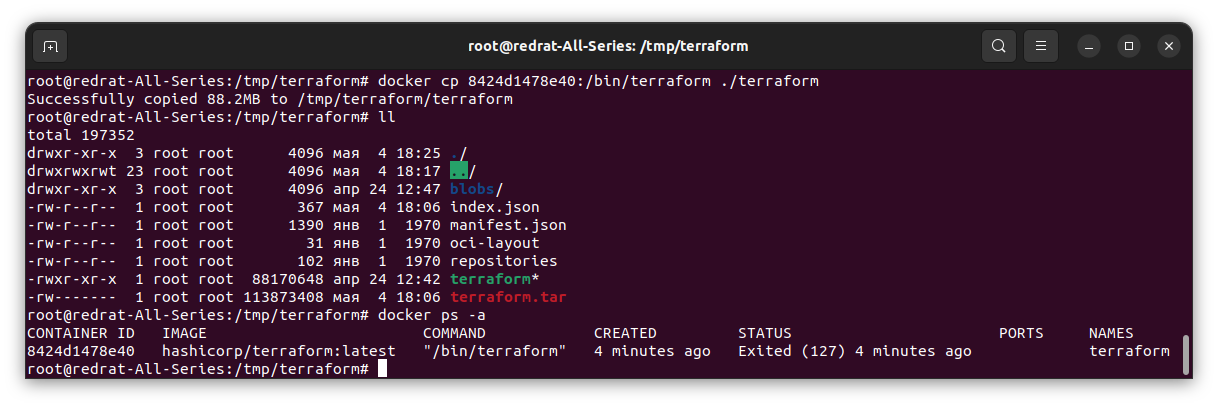 root@redrat-All-Series: /tmp/terraform
root@redrat-All-Series:/tmp/terraform# docker cp 8424d1478e40:/bin/terraform ./terraform
Successfully copied 88.2MB to /tmp/terraform/terraform
root@redrat-All-Series:/tmp/terraform# ll
total 197352
drwxr-xr-x  3 root root      4096 мая  4 18:25 ./
drwxrwxrwt 23 root root      4096 мая  4 18:17 ../
drwxr-xr-x  3 root root      4096 апр 24 12:47 blobs/
-rw-r--r--  1 root root       367 мая  4 18:06 index.json
-rw-r--r--  1 root root      1390 янв  1  1970 manifest.json
-rw-r--r--  1 root root        31 янв  1  1970 oci-layout
-rw-r--r--  1 root root       102 янв  1  1970 repositories
-rwxr-xr-x  1 root root  88170648 апр 24 12:42 terraform*
-rw-------  1 root root 113873408 мая  4 18:06 terraform.tar
root@redrat-All-Series:/tmp/terraform# docker ps -a
CONTAINER ID   IMAGE                        COMMAND            CREATED         STATUS                       PORTS     NAMES
8424d1478e40   hashicorp/terraform:latest   "/bin/terraform"   4 minutes ago   Exited (127) 4 minutes ago             terraform
root@redrat-All-Series:/tmp/terraform#